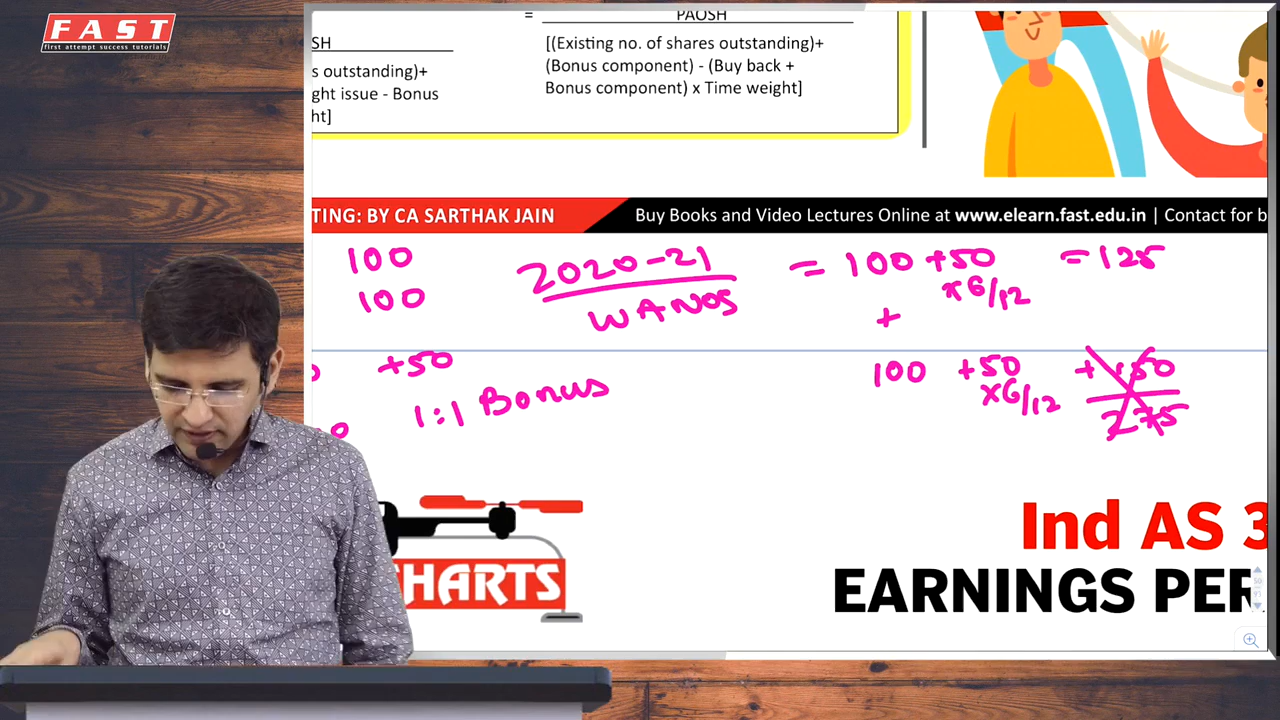 FAST
first attempt success tutorials
PAOSH
SH
s outstanding)+
ght issue - Bonus
ht]
=
[(Existing no. of shares outstanding)+
(Bonus component) - (Buy back +
Bonus component) x Time weight]
TING: BY CA SARTHAK JAIN
Buy Books and Video Lectures Online at www.elearn.fast.edu.in | Contact for b
100
100
+50
1:1 Bonus
2020-21
WANOS
= 100 +50 = 125
x6/12
+
100 +50
x6/12
275
HARTS
Ind AS 3
EARNINGS PER